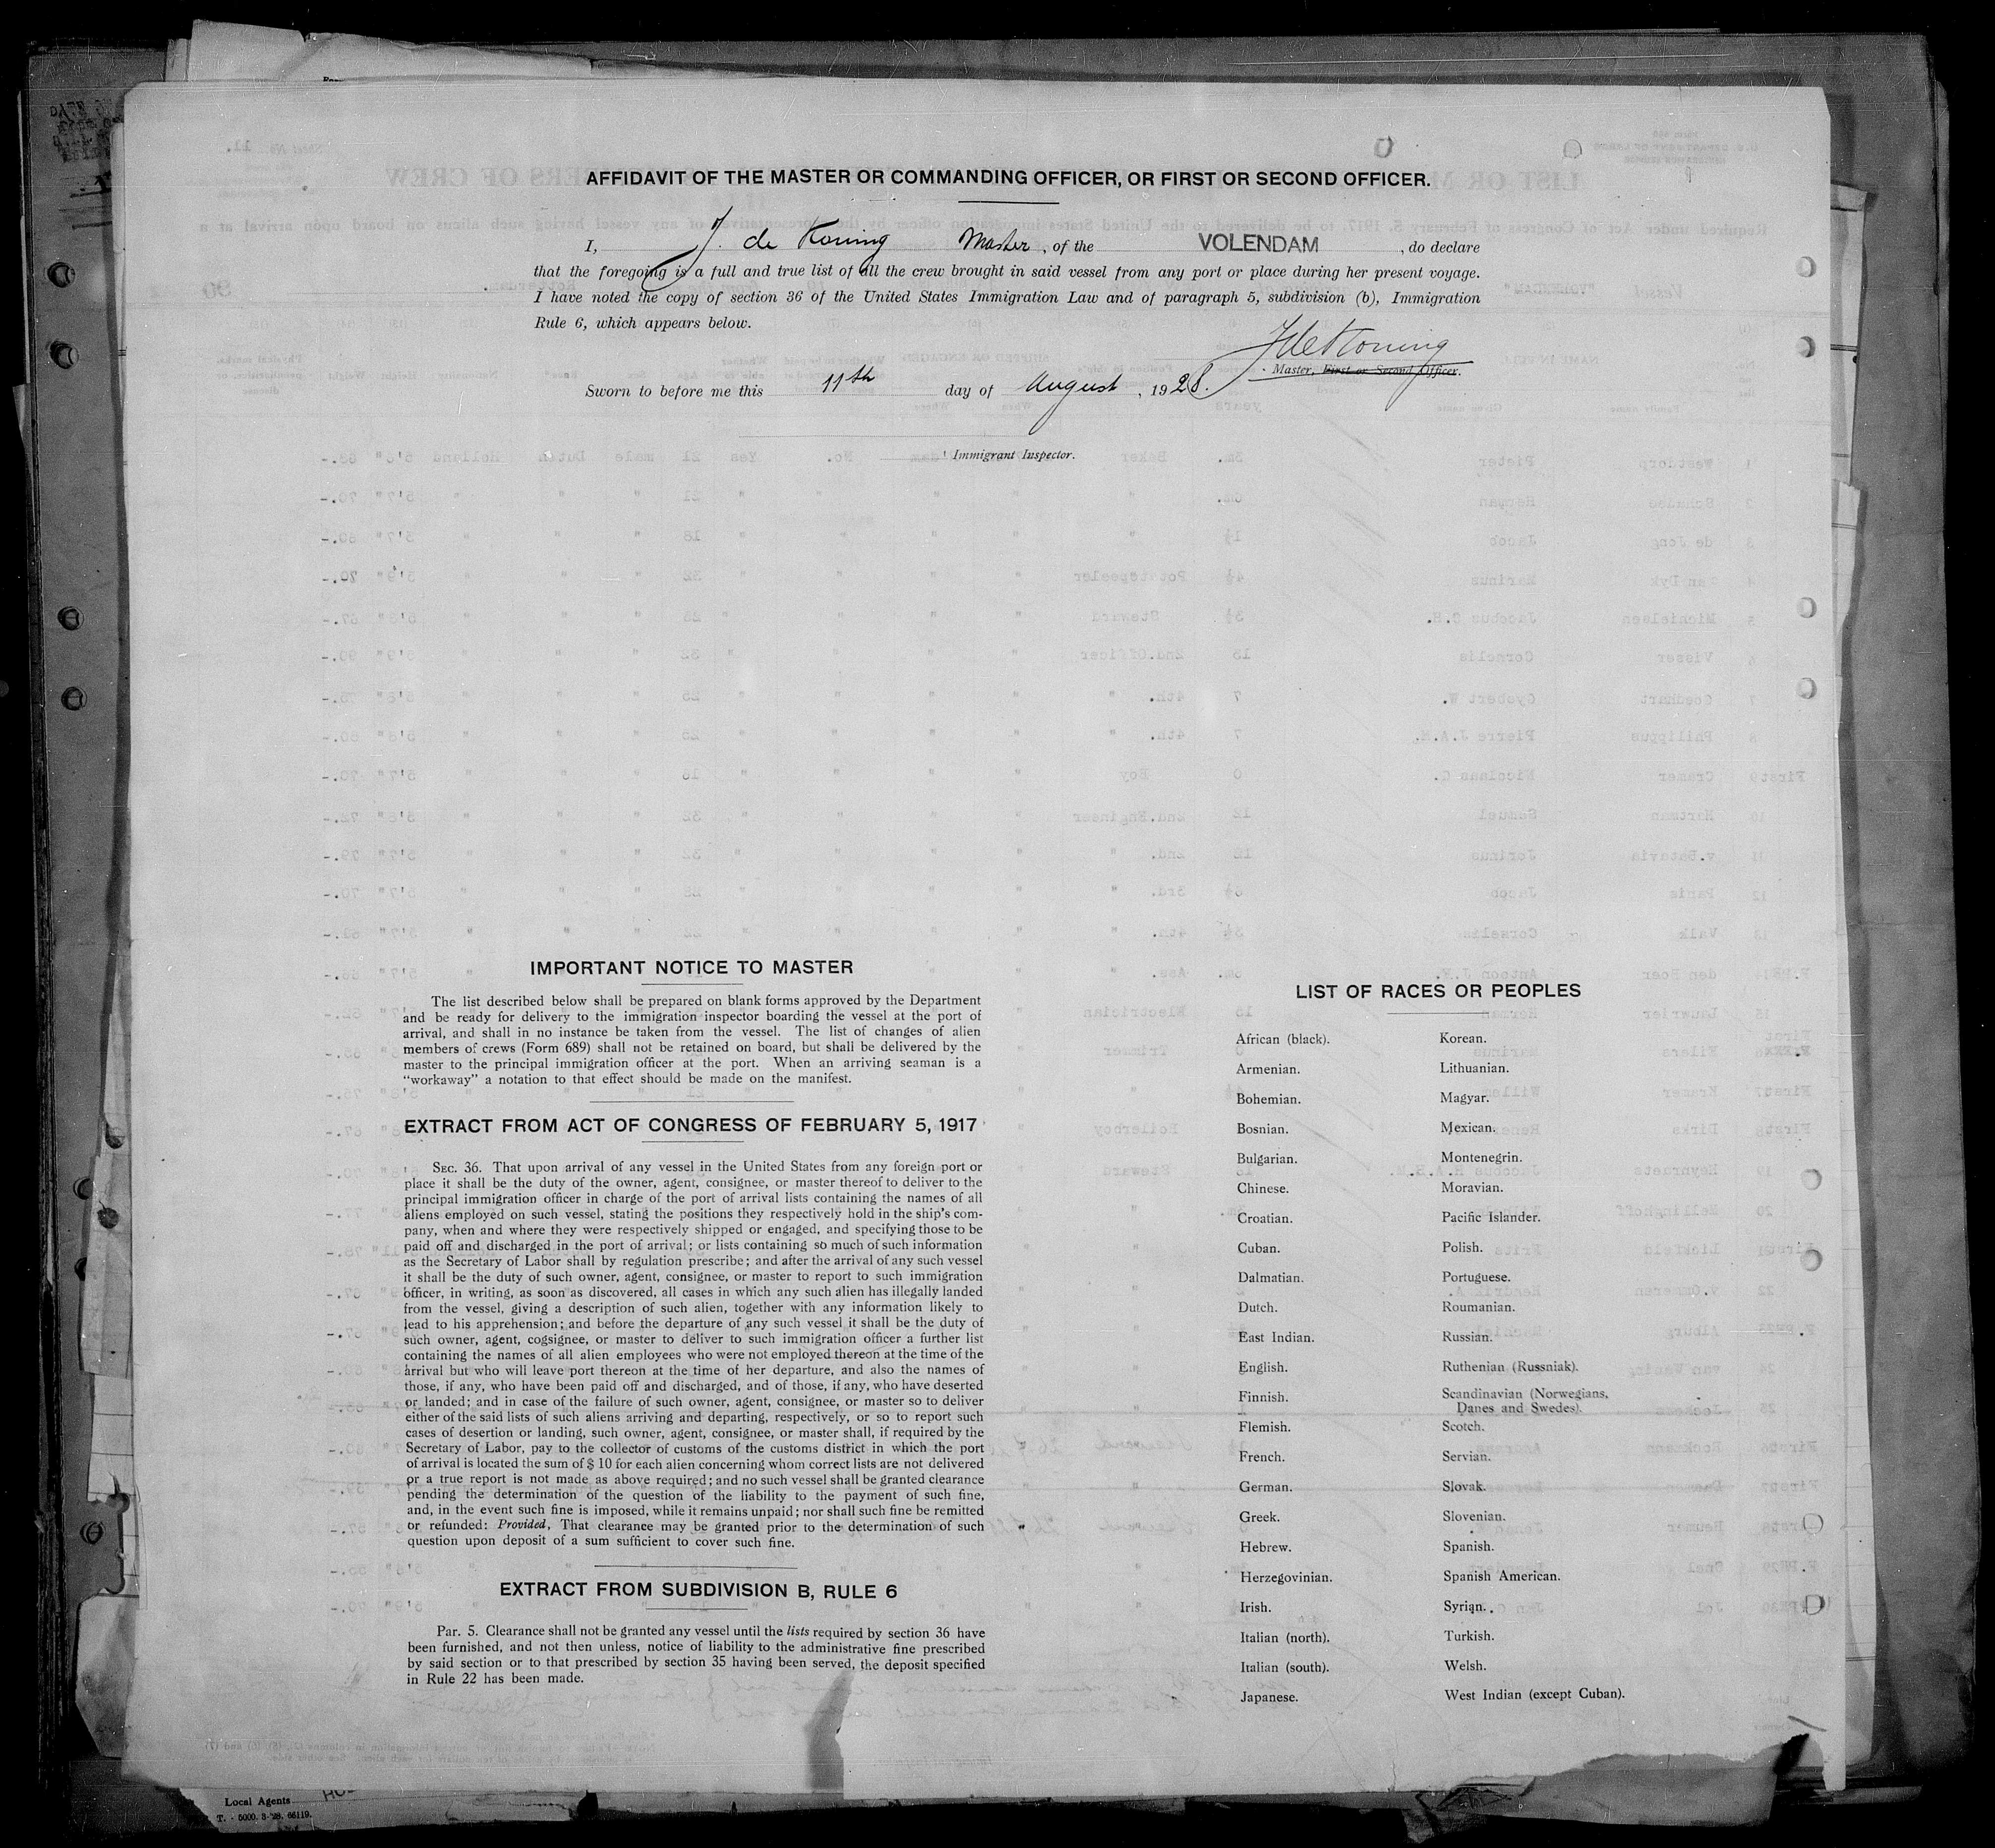 AFFIDAVIT OF THE MASTER OR COMMANDING OFFICER, OR FIRST OR SECOND OFFICER.
I, J. de Koning Master, of the VOLENDAM, do declare
that the foregoing is a full and true list of all the crew brought in said vessel from any port or place during her present voyage.
I have noted the copy of section 36 of the United States Immigration Law and of paragraph 5, subdivision (b), Immigration
Rule 6, which appears below.
JdeKoning
Master, First or Second Officer.
Sworn to before me this 11th day of August, 1928.
Immigrant Inspector.
IMPORTANT NOTICE TO MASTER
The list described below shall be prepared on blank forms approved by the Department
and be ready for delivery to the immigration inspector boarding the vessel at the port of
arrival, and shall in no instance be taken from the vessel. The list of changes of alien
members of crews (Form 689) shall not be retained on board, but shall be delivered by the
master to the principal immigration officer at the port. When an arriving seaman is a
"workaway" a notation to that effect should be made on the manifest.
EXTRACT FROM ACT OF CONGRESS OF FEBRUARY 5, 1917
SEC. 36. That upon arrival of any vessel in the United States from any foreign port or
place it shall be the duty of the owner, agent, consignee, or master thereof to deliver to the
principal immigration officer in charge of the port of arrival lists containing the names of all
aliens employed on such vessel, stating the positions they respectively hold in the ship's com-
pany, when and where they were respectively shipped or engaged, and specifying those to be
paid off and discharged in the port of arrival; or lists containing so much of such information
as the Secretary of Labor shall by regulation prescribe; and after the arrival of any such vessel
it shall be the duty of such owner, agent, consignee, or master to report to such immigration
officer, in writing, as soon as discovered, all cases in which any such alien has illegally landed
from the vessel, giving a description of such alien, together with any information likely to
lead to his apprehension; and before the departure of any such vessel it shall be the duty of
such owner, agent, cogsignee, or master to deliver to such immigration officer a further list
containing the names of all alien employees who were not employed thereon at the time of the
arrival but who will leave port thereon at the time of her departure, and also the names of
those, if any, who have been paid off and discharged, and of those, if any, who have deserted
or landed; and in case of the failure of such owner, agent, consignee, or master so to deliver
either of the said lists of such aliens arriving and departing, respectively, or so to report such
cases of desertion or landing, such owner, agent, consignee, or master shall, if required by the
Secretary of Labor, pay to the collector of customs of the customs district in which the port
of arrival is located the sum of $ 10 for each alien concerning whom correct lists are not delivered
or a true report is not made as above required; and no such vessel shall be granted clearance
pending the determination of the question of the liability to the payment of such fine,
and, in the event such fine is imposed, while it remains unpaid; nor shall such fine be remitted
or refunded: Provided, That clearance may be granted prior to the determination of such
question upon deposit of a sum sufficient to cover such fine.
EXTRACT FROM SUBDIVISION B, RULE 6
Par. 5. Clearance shall not be granted any vessel until the lists required by section 36 have
been furnished, and not then unless, notice of liability to the administrative fine prescribed
by said section or to that prescribed by section 35 having been served, the deposit specified
in Rule 22 has been made.
LIST OF RACES OR PEOPLES
African (black).
Armenian.
Bohemian.
Bosnian.
Bulgarian.
Chinese.
Croatian.
Cuban.
Dalmatian.
Dutch.
East Indian.
English.
Finnish.
Flemish.
French.
German.
Greek.
Hebrew.
Herzegovinian.
Irish.
Italian (north).
Italian (south).
Japanese.
Korean.
Lithuanian.
Magyar.
Mexican.
Montenegrin.
Moravian.
Pacific Islander.
Polish.
Portuguese.
Roumanian.
Russian.
Ruthenian (Russniak).
Scandinavian (Norwegians,
Danes and Swedes).
Scotch.
Servian.
Slovak.
Slovenian.
Spanish.
Spanish American.
Syrian.
Turkish.
Welsh.
West Indian (except Cuban).
Local Agents
T. - 5000. 3-'28. 66119.